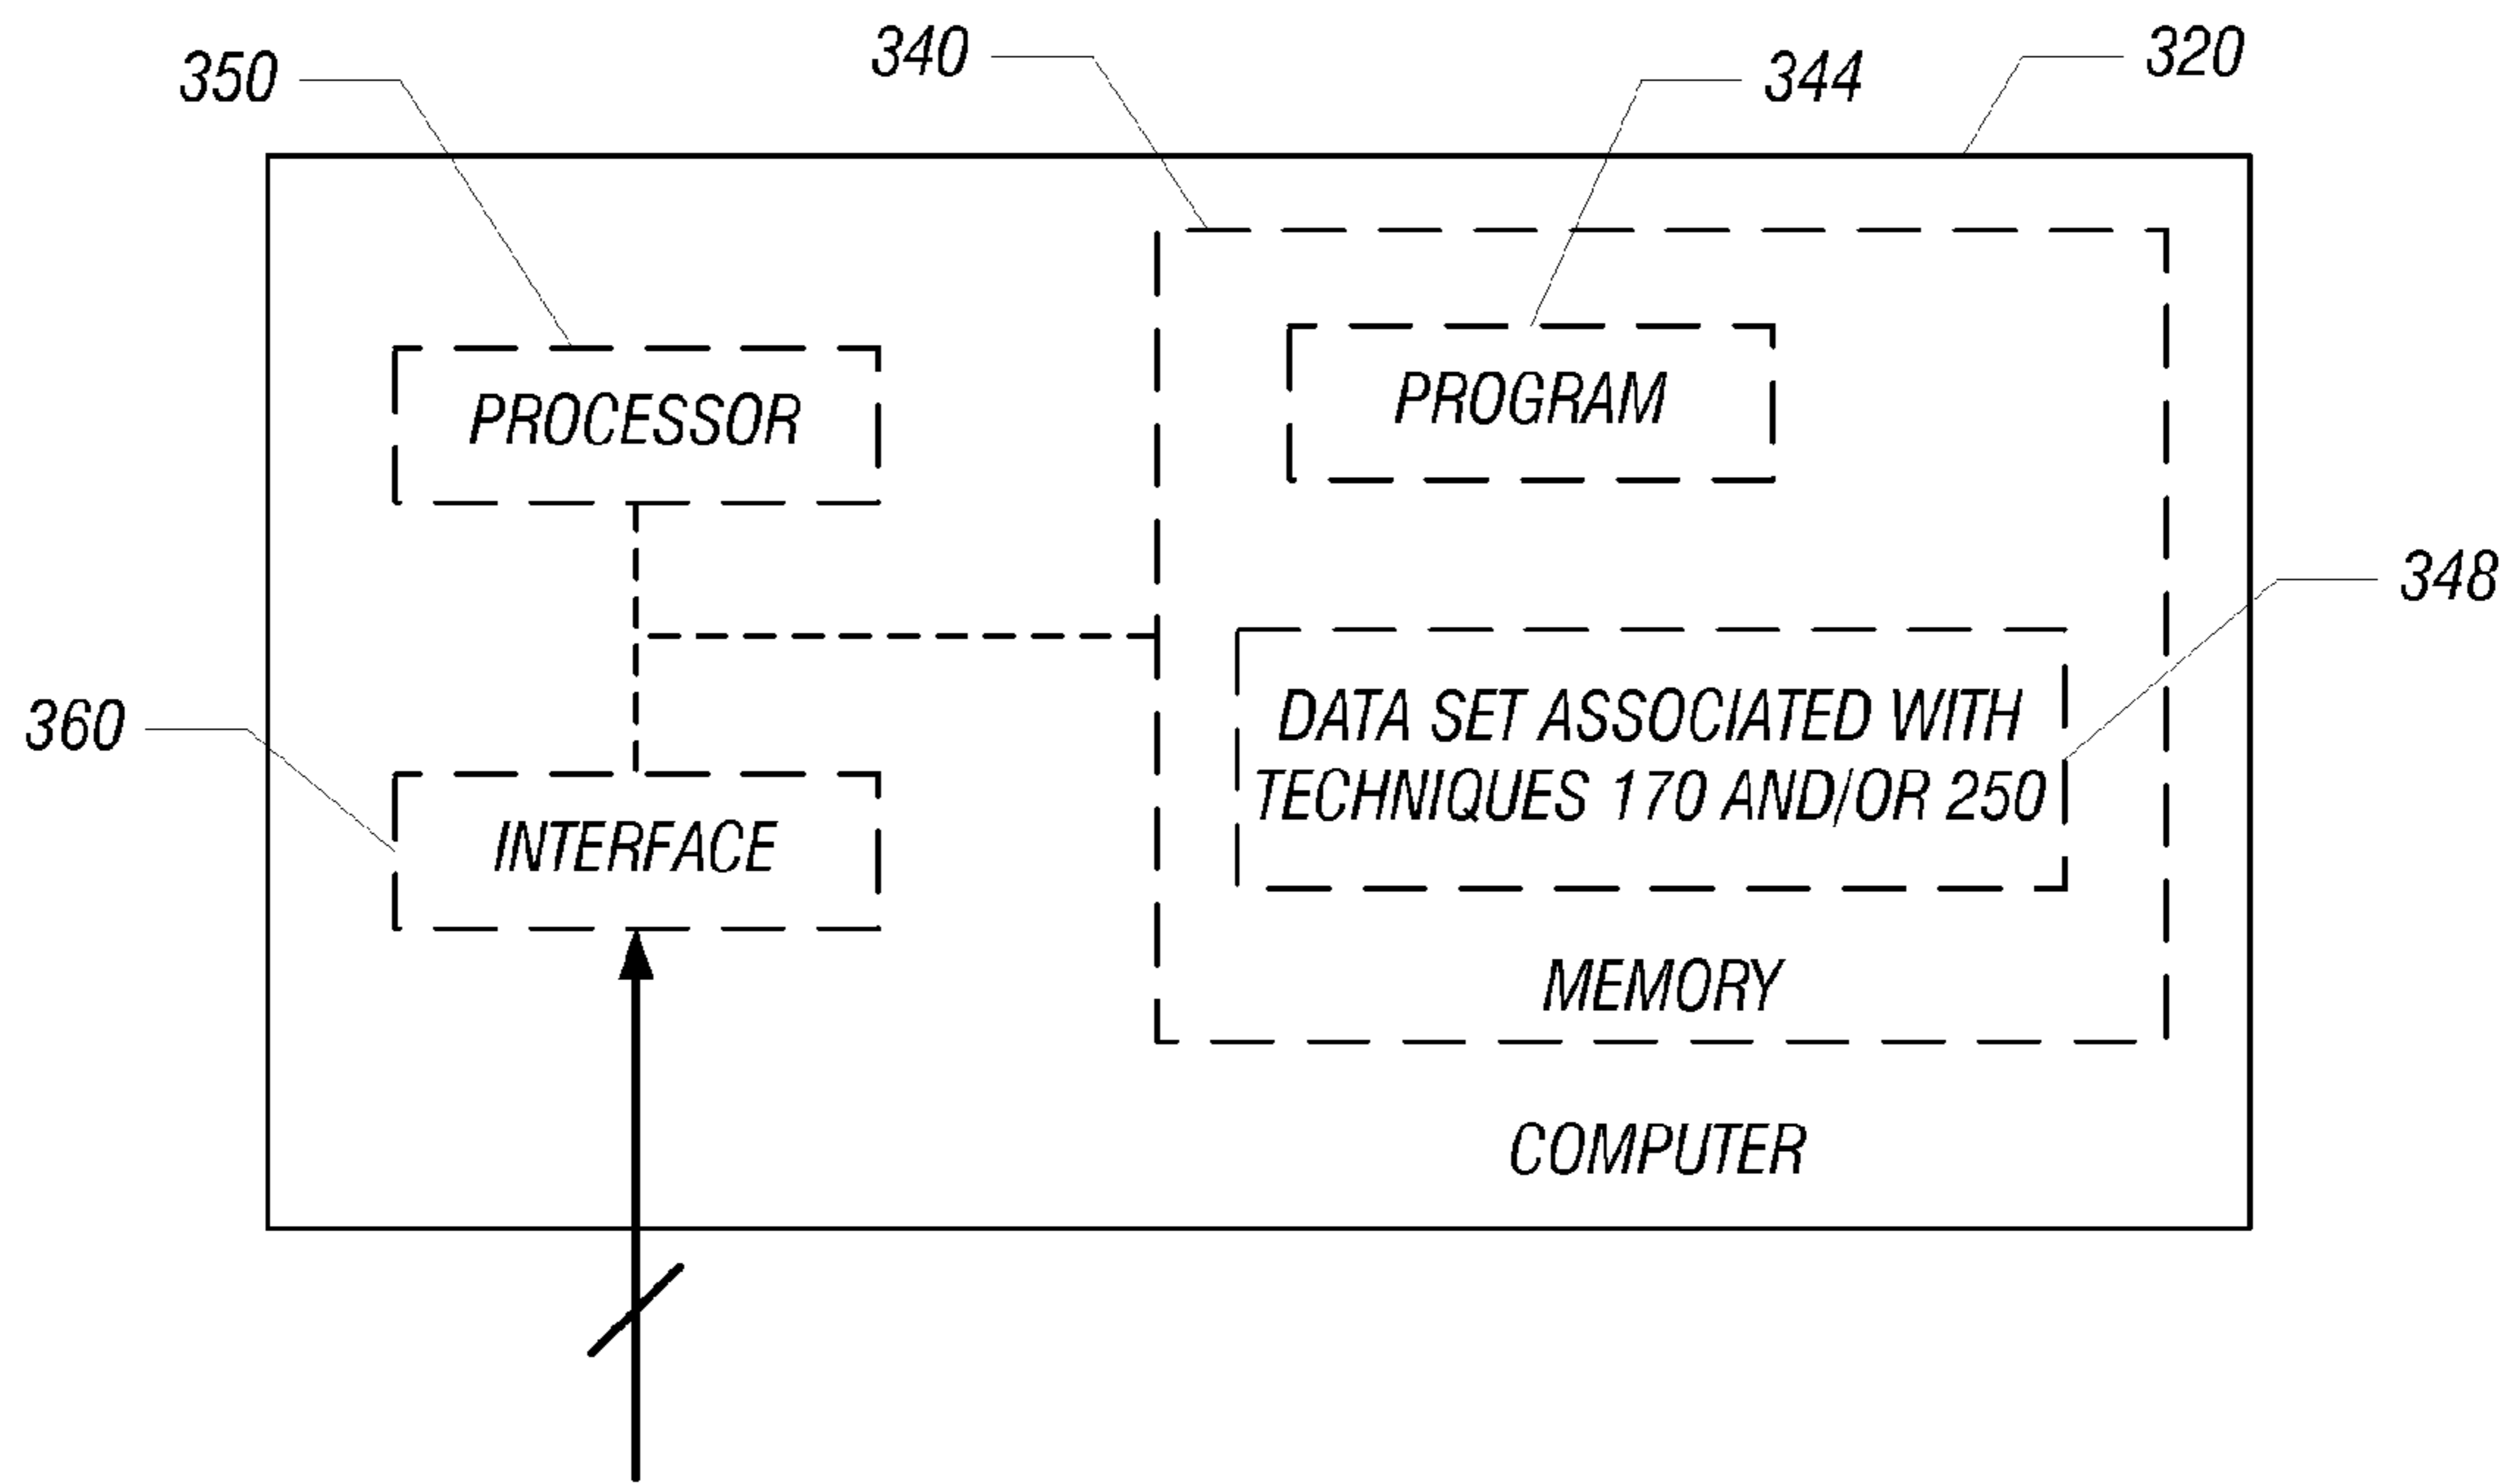 350
340
344
320
PROCESSOR
PROGRAM
348
360
DATA SET ASSOCIATED WITH
TECHNIQUES 170 AND/OR 250
INTERFACE
MEMORY
COMPUTER